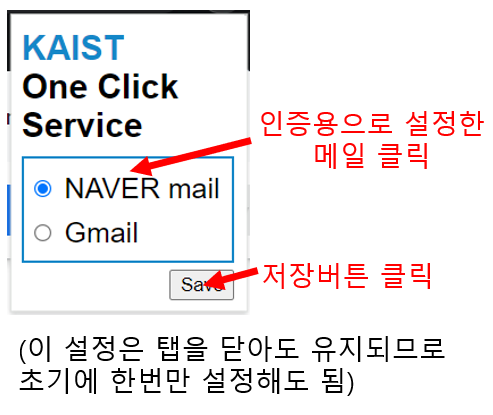 KAIST
One Click
Service
인증용으로 설정한
메일 클릭
NAVER mail
Gmail
Save
저장버튼 클릭
(이 설정은 탭을 닫아도 유지되므로
초기에 한번만 설정해도 됨)